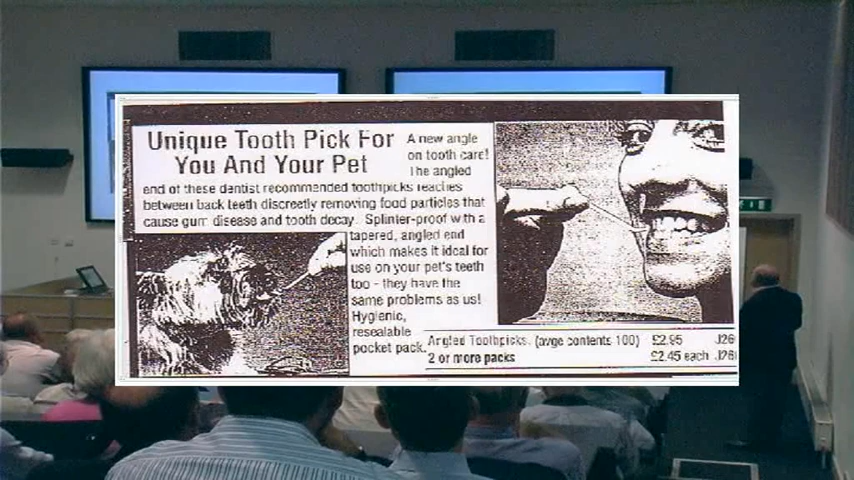 Unique Tooth Pick For
You And Your Pet
A new angle
on tooth care!
The angled
end of these dentist recommended toothpicks reaches
between back teeth discreetly removing food particles that
cause gum disease and tooth decay. Splinter-proof with a
tapered, angled end
which makes it ideal for
use on your pet's teeth
too - they have the
same problems as us!
Hygienic,
resealable
pocket pack.
Angled Toothpicks. (avge contents 100) £2.95 J26
2 or more packs £2.45 each J26